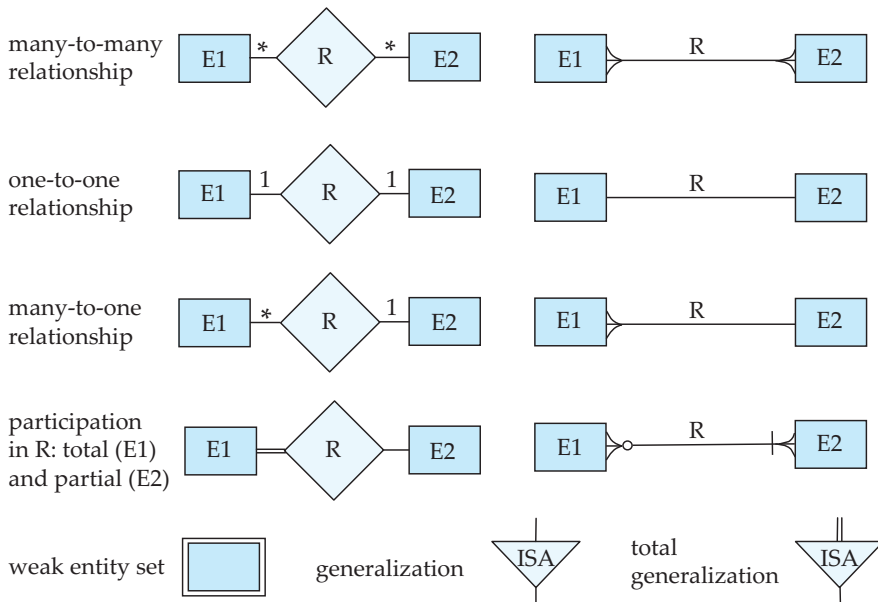 many-to-many
relationship
E1 * R * E2
E1 R E2
one-to-one
relationship
E1 1 R 1 E2
E1 R E2
many-to-one
relationship
E1 * R 1 E2
E1 R E2
participation
in R: total (E1)
and partial (E2)
E1 R E2
E1 R E2
weak entity set
generalization
ISA
total
generalization
ISA